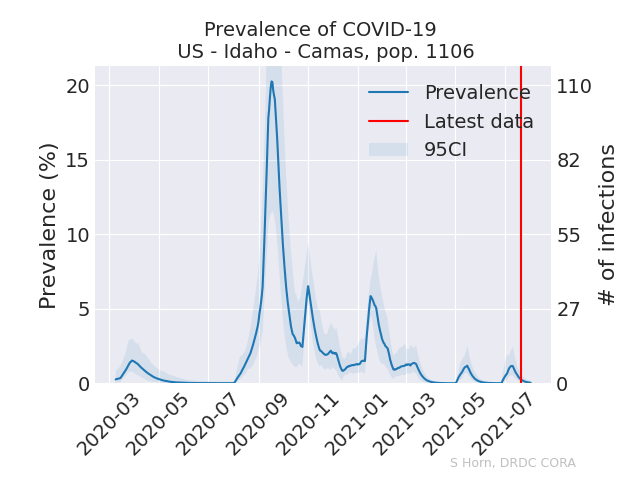 Prevalence of COVID-19
US - Idaho - Camas, pop. 1106
Prevalence (%)
20
15
10
5
0
Prevalence
Latest data
95CI
110
82
55
27
0
# of infections
2020-03
2020-05
2020-07
2020-09
2020-11
2021-01
2021-03
2021-05
2021-07
S Horn, DRDC CORA